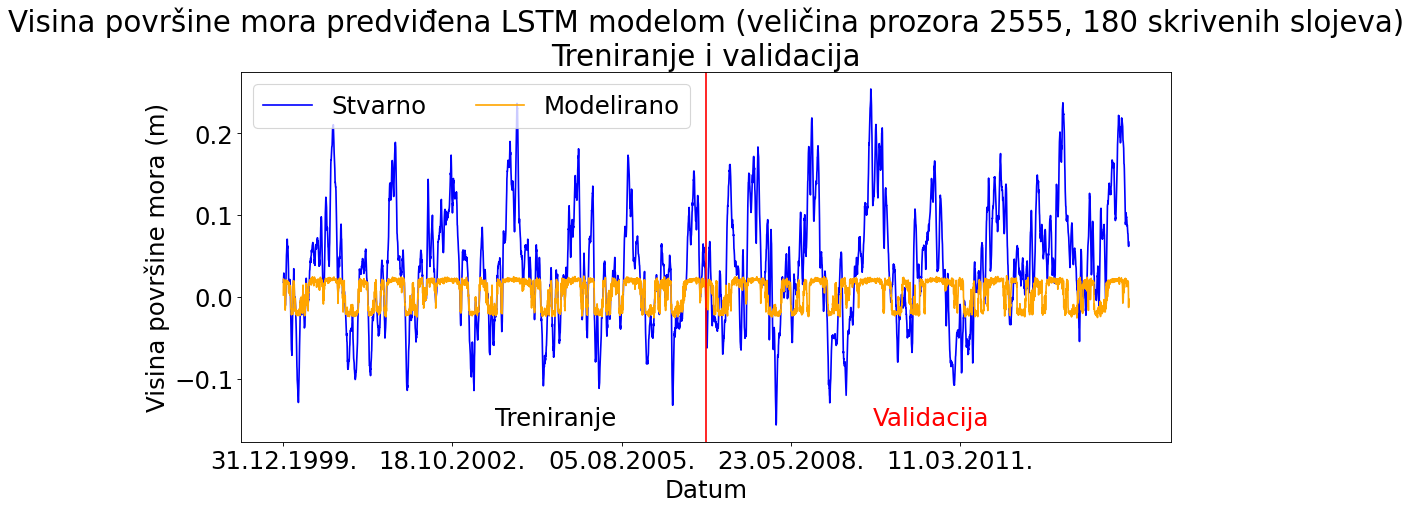 Visina površine mora predviđena LSTM modelom (veličina prozora 2555, 180 skrivenih slojeva)
Treniranje i validacija
Stvarno
Modelirano
Visina površine mora (m)
0.2
0.1
0.0
−0.1
Treniranje
Validacija
31.12.1999.
18.10.2002.
05.08.2005.
23.05.2008.
11.03.2011.
Datum